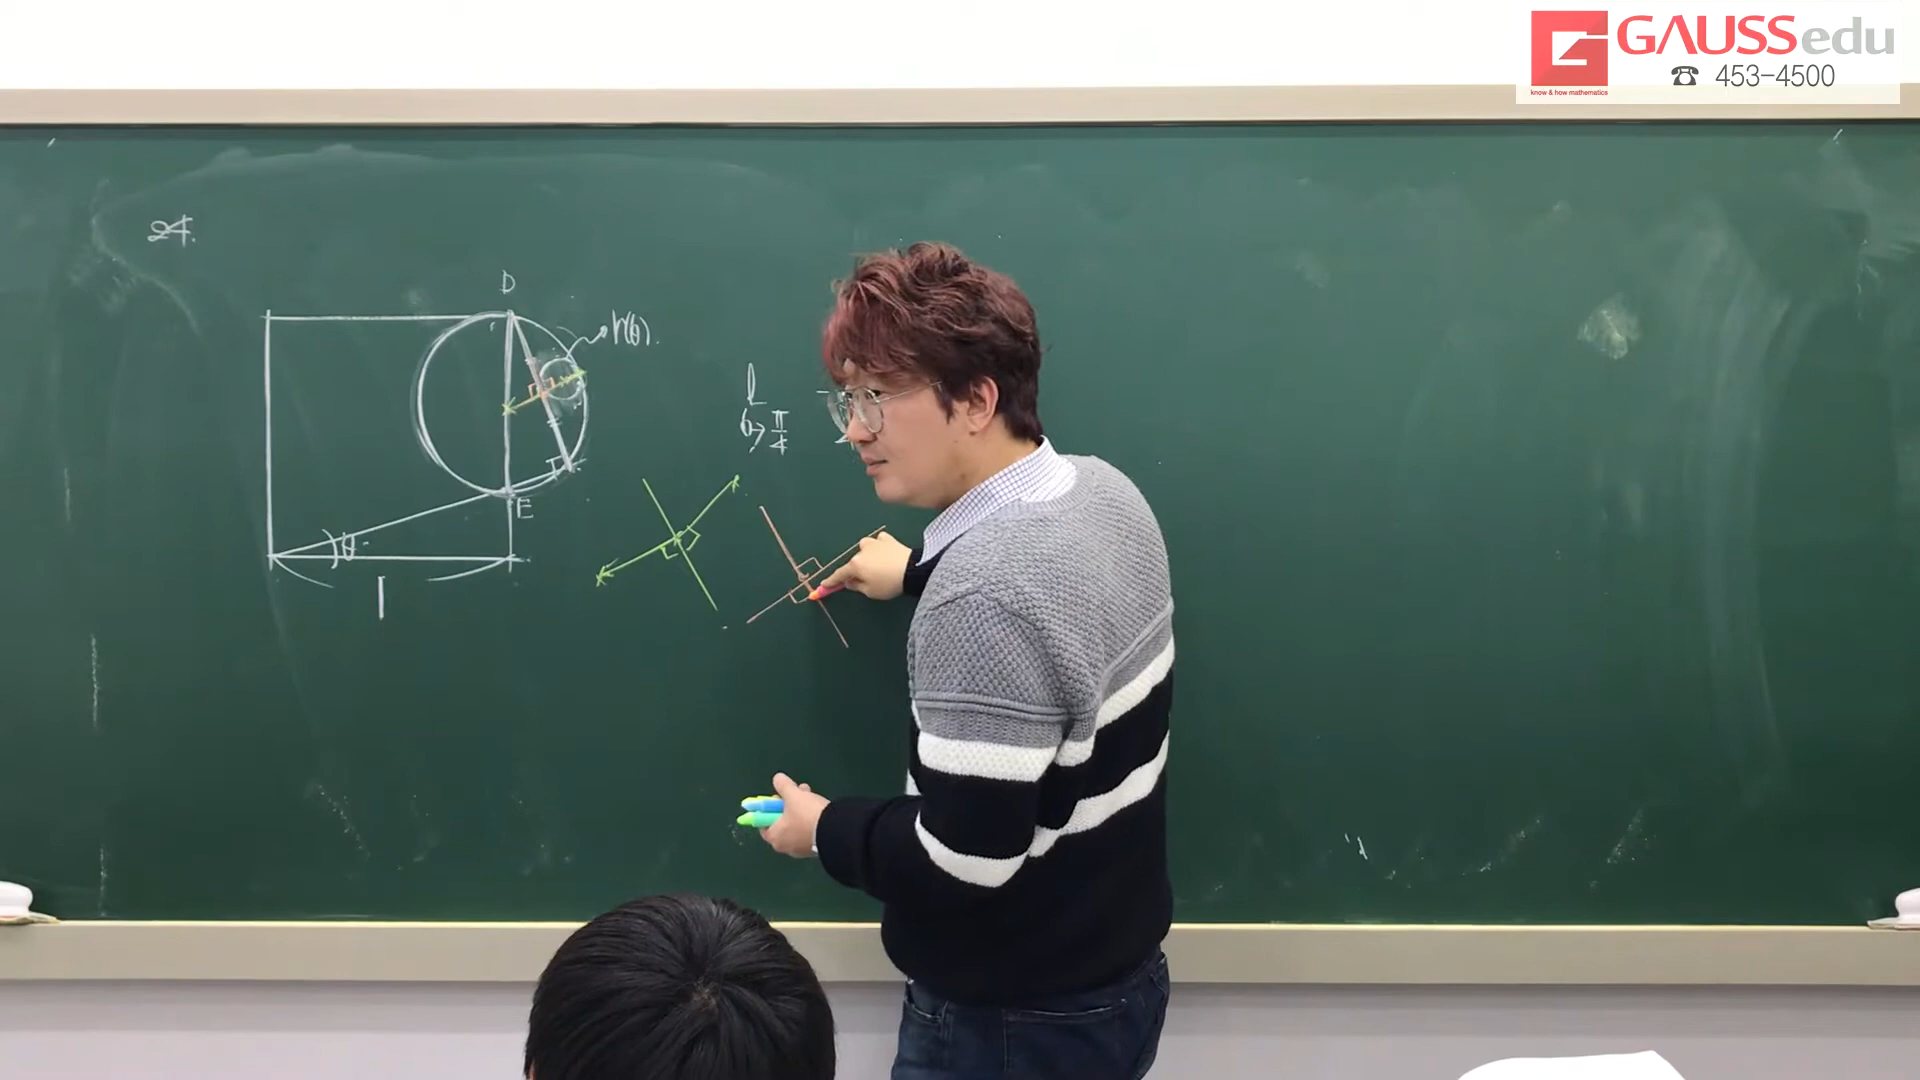 GAUSSedu
know & how mathematics
☎ 453-4500
24.
D
r(θ).
l
θ→π/4
E
θ
1